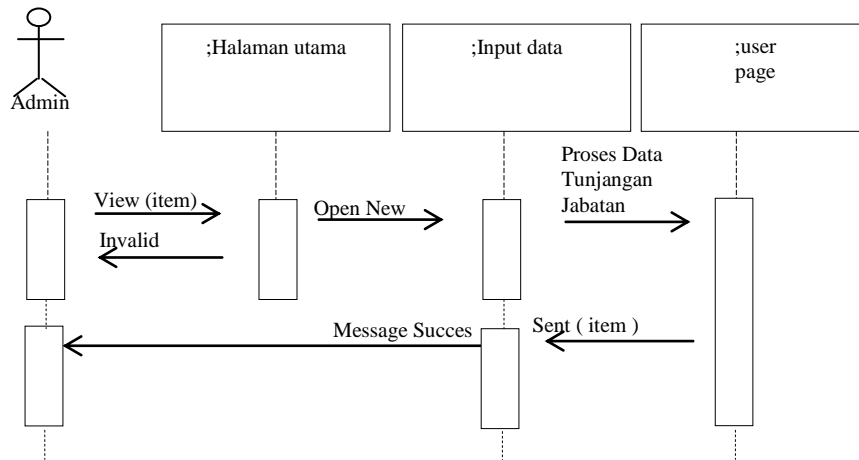 ;Halaman utama
;Input data
;user
page
Admin
Proses Data
Tunjangan
Jabatan
View (item)
Open New
Invalid
Message Succes
Sent ( item )